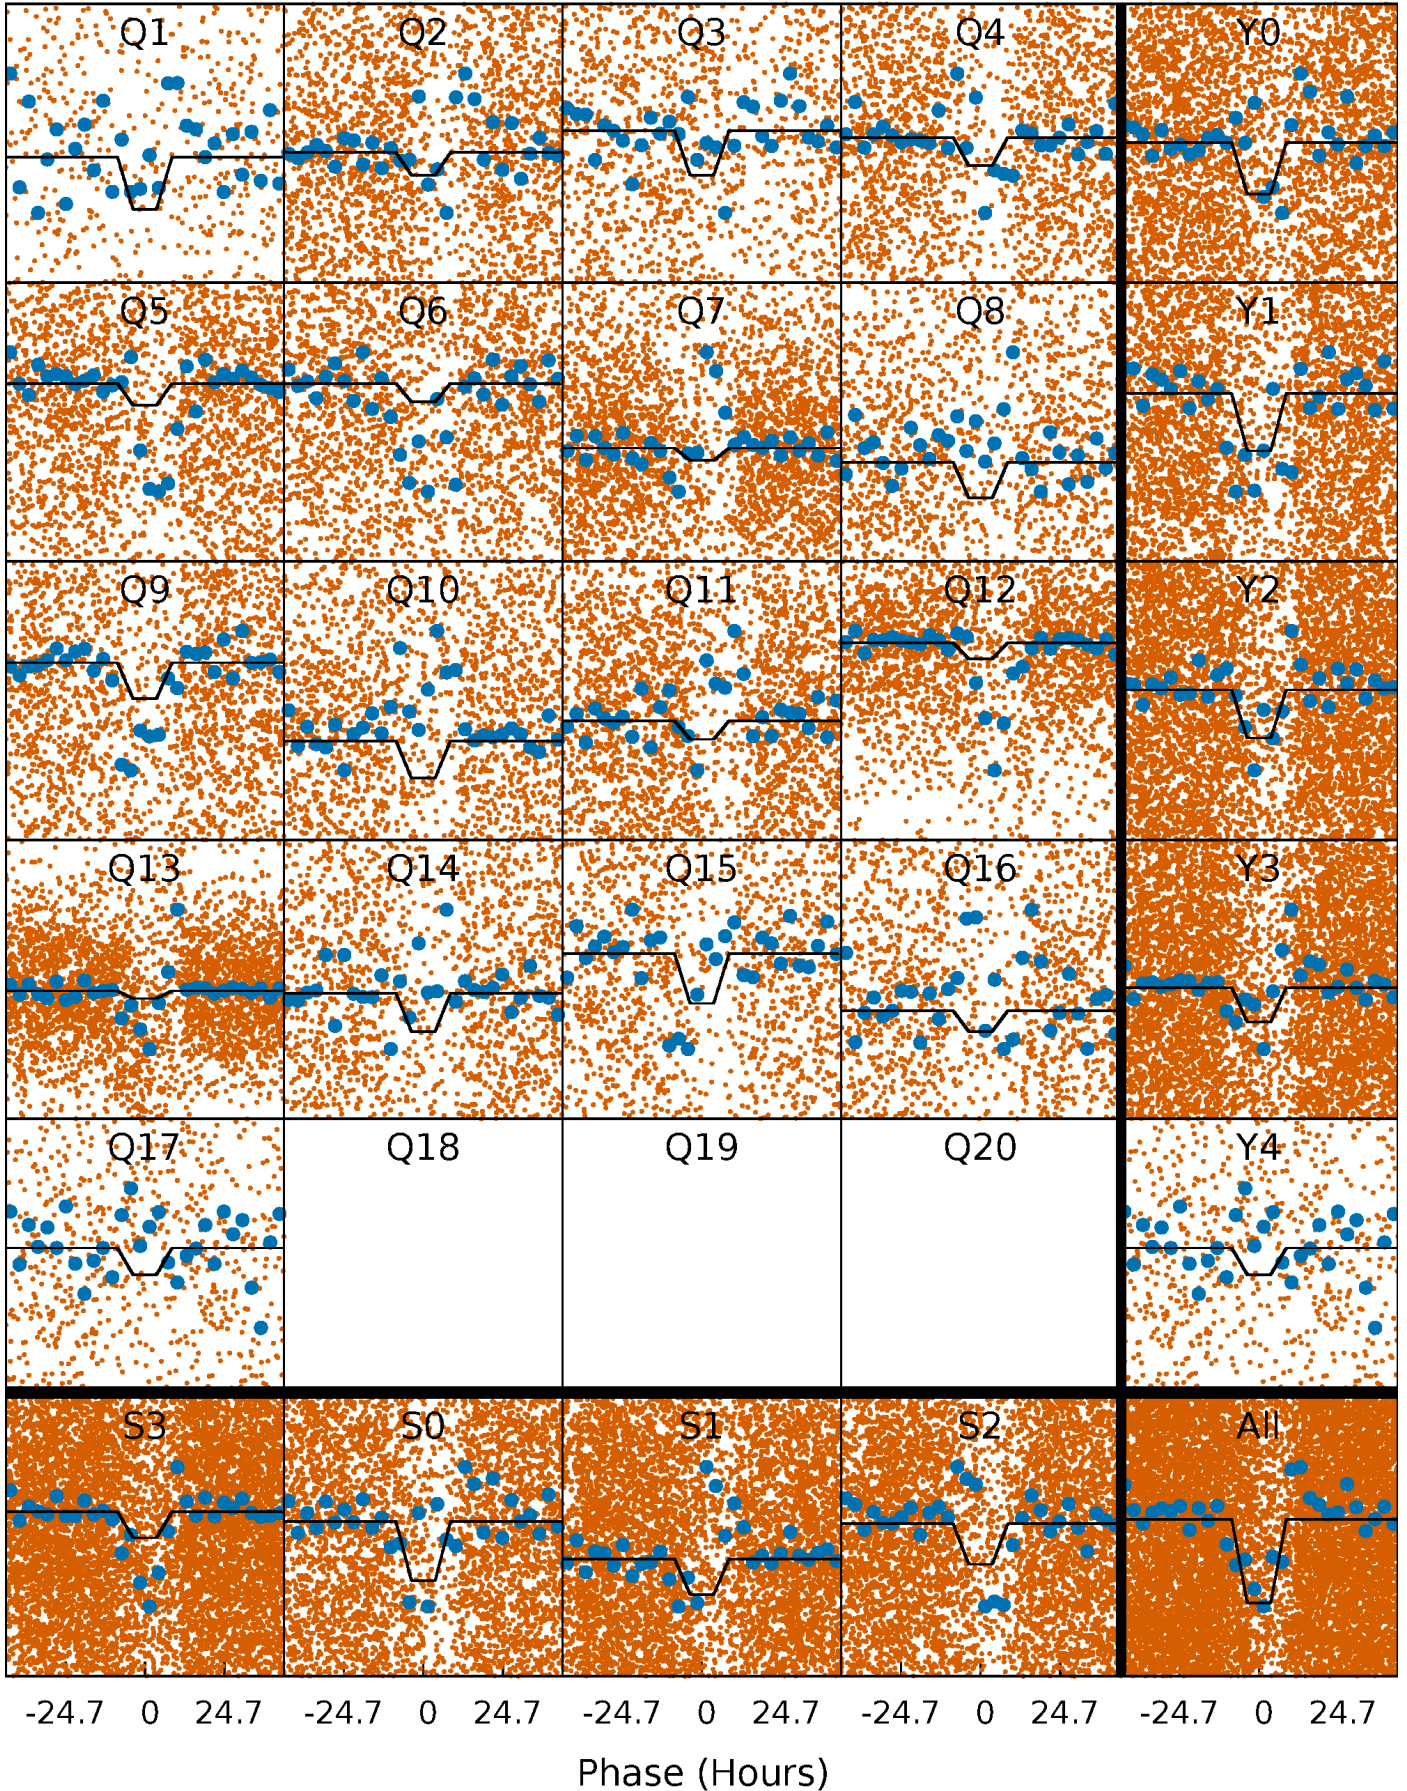 Q1 Q2 Q3 Q4 Y0
Q5 Q6 Q7 Q8 Y1
Q9 Q10 Q11 Q12 Y2
Q13 Q14 Q15 Q16 Y3
Q17 Q18 Q19 Q20 Y4
S3 S0 S1 S2 All
-24.7 0 24.7 -24.7 0 24.7 -24.7 0 24.7 -24.7 0 24.7 -24.7 0 24.7
Phase (Hours)